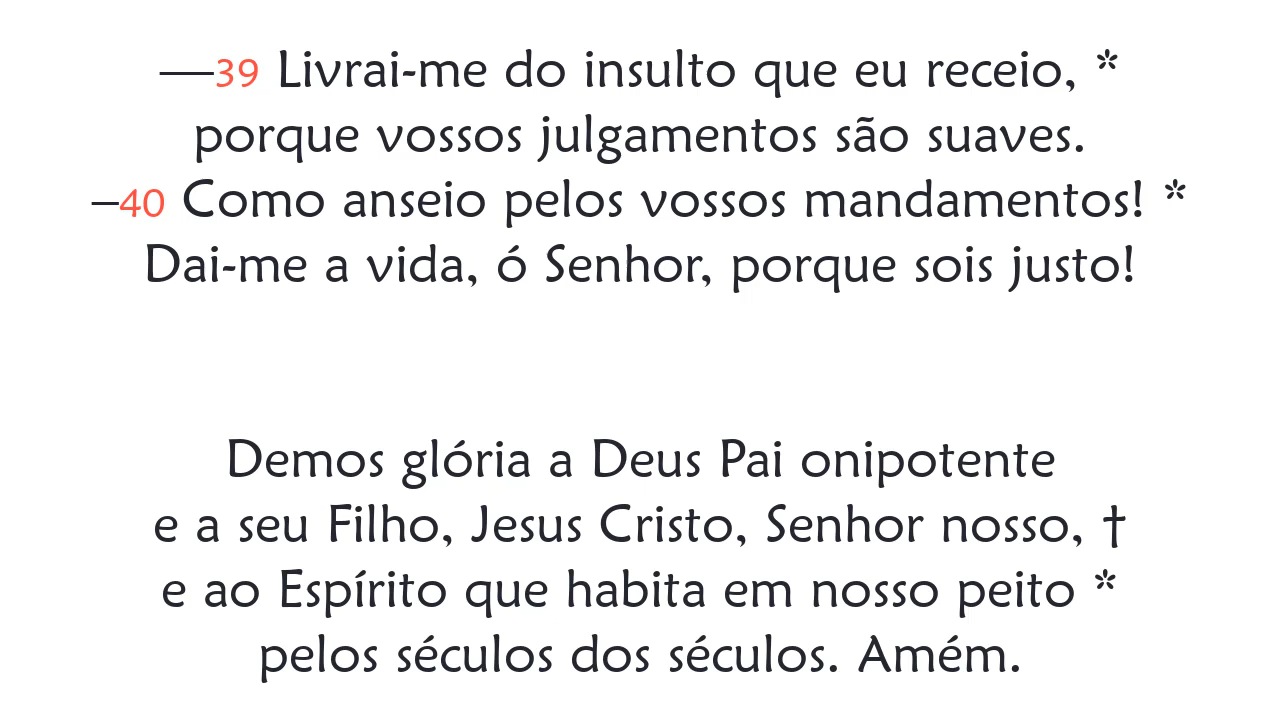 —39 Livrai-me do insulto que eu receio, *
porque vossos julgamentos são suaves.
–40 Como anseio pelos vossos mandamentos! *
Dai-me a vida, ó Senhor, porque sois justo!
Demos glória a Deus Pai onipotente
e a seu Filho, Jesus Cristo, Senhor nosso, †
e ao Espírito que habita em nosso peito *
pelos séculos dos séculos. Amém.